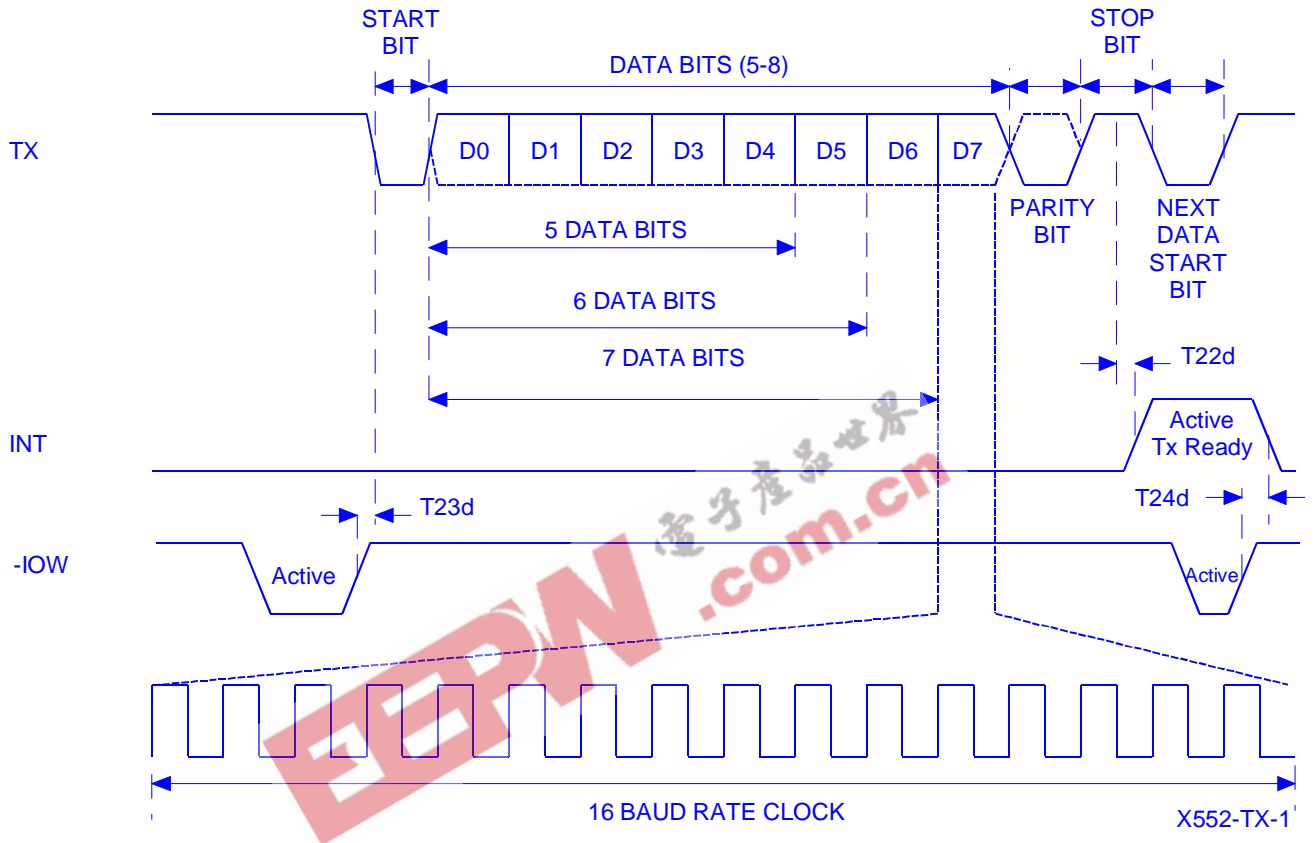 START
BIT
STOP
BIT
DATA BITS (5-8)
TX
D0 D1 D2 D3 D4 D5 D6 D7
PARITY
BIT
NEXT
DATA
START
BIT
5 DATA BITS
6 DATA BITS
7 DATA BITS
T22d
INT
Active
Tx Ready
T23d
T24d
-IOW
Active
Active
電子產品世界
EEPW.com.cn
16 BAUD RATE CLOCK
X552-TX-1